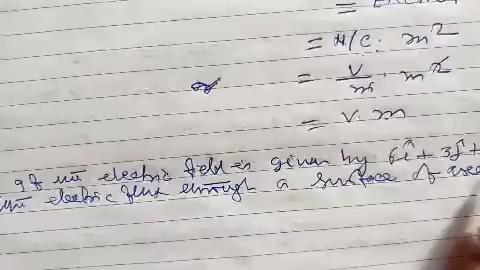 =
= N/C . m²
= V/m . m²
= V. m
If the electric field is given by 6î + 3ĵ +
the electric flux through a surface of area